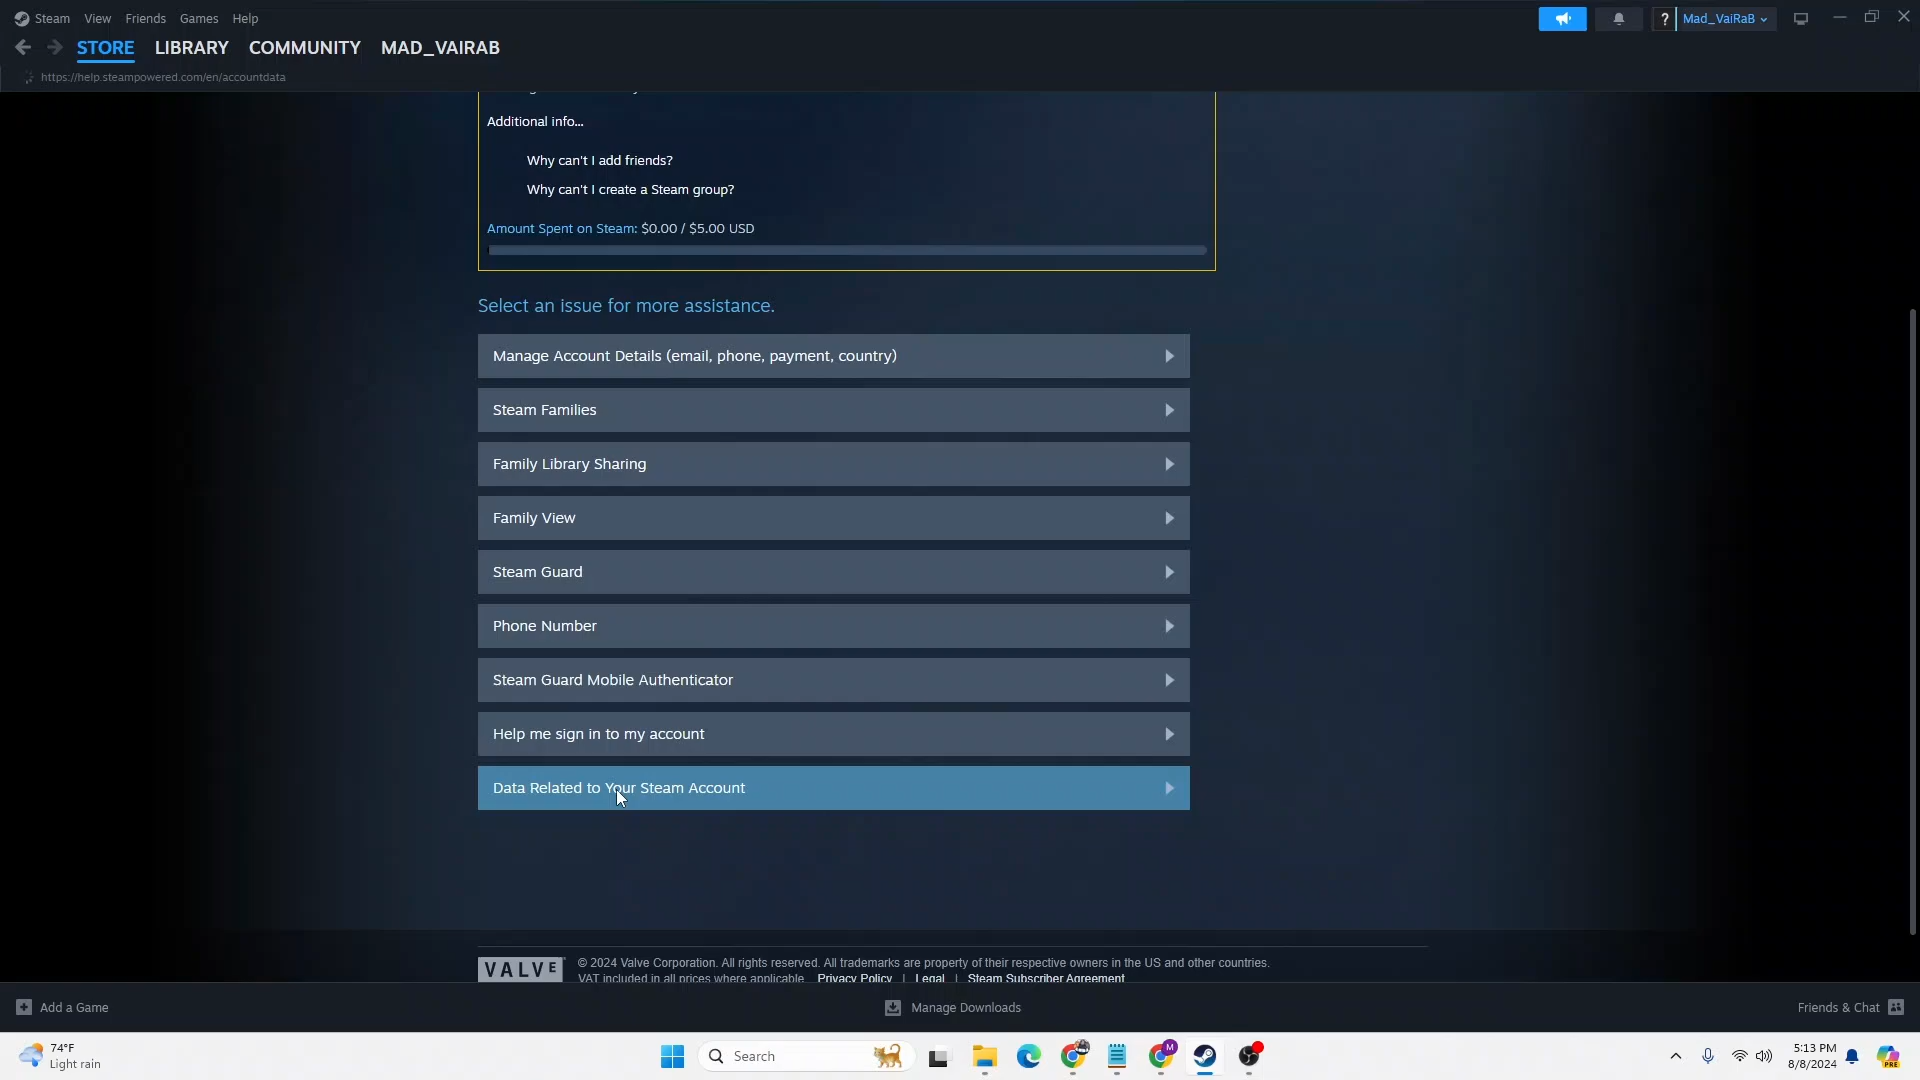 Steam View Friends Games Help
? Mad_VaiRaB
STORE LIBRARY COMMUNITY MAD_VAIRAB
https://help.steampowered.com/en/accountdata
Additional info...
Why can't I add friends?
Why can't I create a Steam group?
Amount Spent on Steam: $0.00 / $5.00 USD
Select an issue for more assistance.
Manage Account Details (email, phone, payment, country)
Steam Families
Family Library Sharing
Family View
Steam Guard
Phone Number
Steam Guard Mobile Authenticator
Help me sign in to my account
Data Related to Your Steam Account
VALVE
© 2024 Valve Corporation. All rights reserved. All trademarks are property of their respective owners in the US and other countries.
VAT included in all prices where applicable. Privacy Policy | Legal | Steam Subscriber Agreement
Add a Game
Manage Downloads
Friends & Chat
74°F
Light rain
Search
M
5:13 PM
8/8/2024
PRE